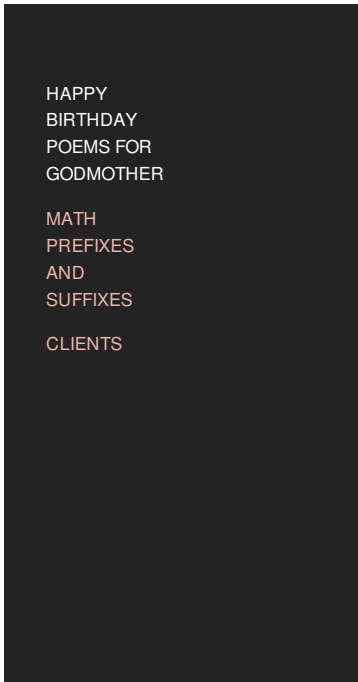 HAPPY
BIRTHDAY
POEMS FOR
GODMOTHER
MATH
PREFIXES
AND
SUFFIXES
CLIENTS